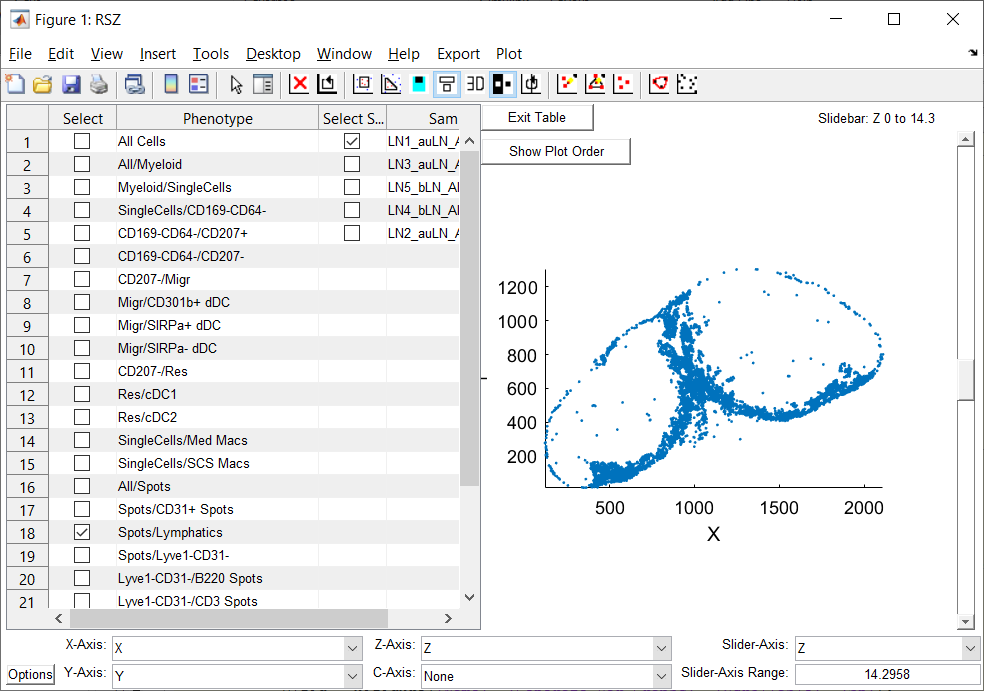 Figure 1: RSZ
File Edit View Insert Tools Desktop Window Help Export Plot
3D
Select Phenotype Select S... Sam
1 All Cells LN1_auLN_A
2 All/Myeloid LN3_auLN_A
3 Myeloid/SingleCells LN5_bLN_Al
4 SingleCells/CD169-CD64- LN4_bLN_Al
5 CD169-CD64-/CD207+ LN2_auLN_A
6 CD169-CD64-/CD207-
7 CD207-/Migr
8 Migr/CD301b+ dDC
9 Migr/SIRPa+ dDC
10 Migr/SIRPa- dDC
11 CD207-/Res
12 Res/cDC1
13 Res/cDC2
14 SingleCells/Med Macs
15 SingleCells/SCS Macs
16 All/Spots
17 Spots/CD31+ Spots
18 Spots/Lymphatics
19 Spots/Lyve1-CD31-
20 Lyve1-CD31-/B220 Spots
21 Lyve1-CD31-/CD3 Spots
Exit Table
Slidebar: Z 0 to 14.3
Show Plot Order
1200
1000
800
600
400
200
500 1000 1500 2000
X
X-Axis: X Z-Axis: Z Slider-Axis: Z
Options Y-Axis: Y C-Axis: None Slider-Axis Range: 14.2958